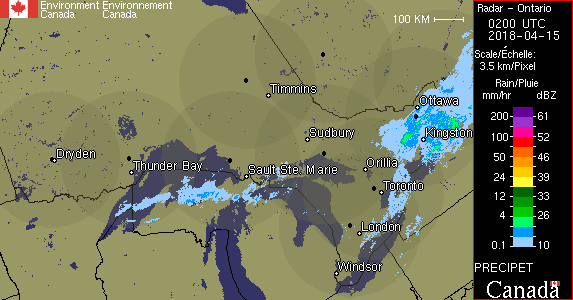 Environment Environnement
Canada Canada
100 KM
Timmins
Ottawa
Sudbury
Kingston
Dryden
Thunder Bay
Sault Ste. Marie
Orillia
Toronto
London
Windsor
Radar - Ontario
0200 UTC
2018-04-15
Scale/Échelle:
3.5 km/Pixel
Rain/Pluie
mm/hr dBZ
200 61
100 52
50 46
24 39
12 33
4 26
0.1 10
PRECIPET
Canada